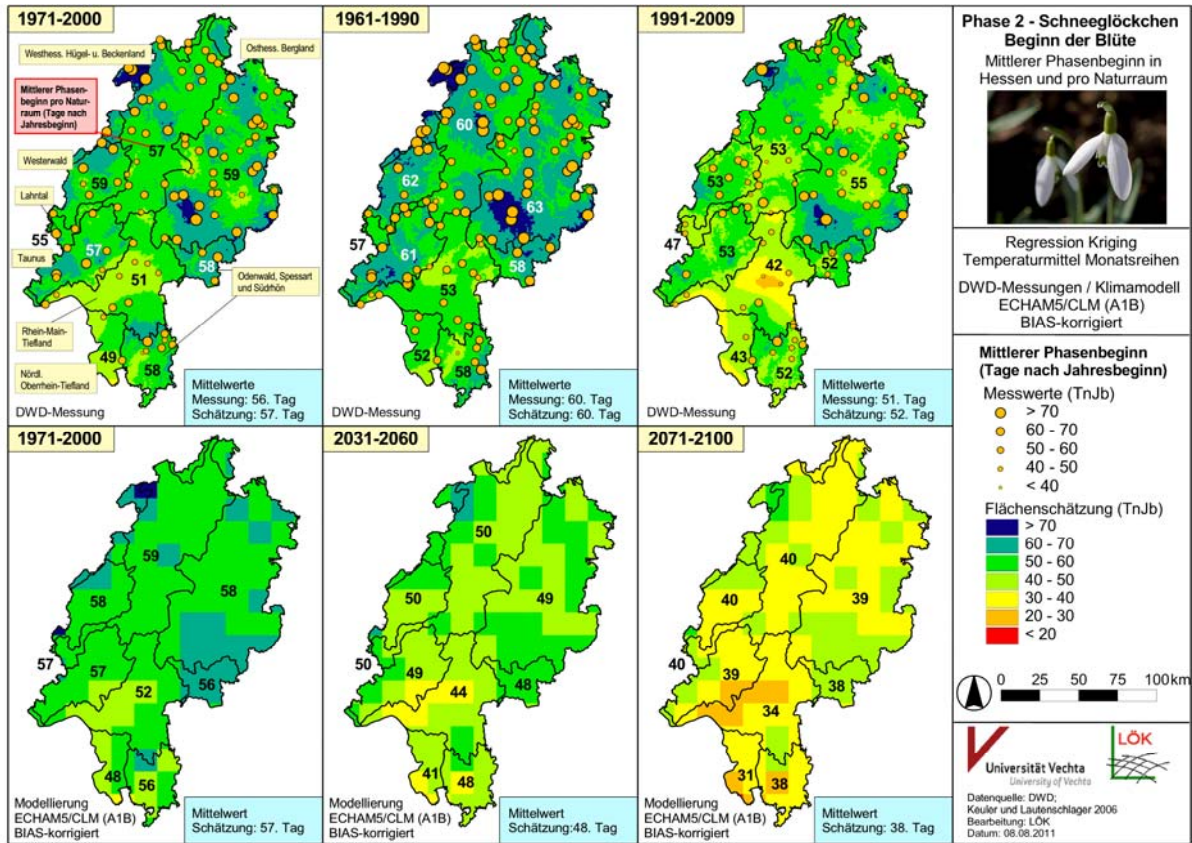 1971-2000
Westhess. Hügel- u. Beckenland
Osthess. Bergland
Mittlerer Phasen-
beginn pro Natur-
raum (Tage nach
Jahresbeginn)
57
Westerwald
59
59
Lahntal
55
57
Taunus
58
51
Odenwald, Spessart
und Südrhön
Rhein-Main-
Tiefland
49
Nördl.
Oberrhein-Tiefland
58
DWD-Messung
Mittelwerte
Messung: 56. Tag
Schätzung: 57. Tag
1961-1990
60
62
63
57
61
58
53
52
58
DWD-Messung
Mittelwerte
Messung: 60. Tag
Schätzung: 60. Tag
1991-2009
53
53
55
47
53
42
52
43
52
DWD-Messung
Mittelwerte
Messung: 51. Tag
Schätzung: 52. Tag
Phase 2 - Schneeglöckchen
Beginn der Blüte
Mittlerer Phasenbeginn in
Hessen und pro Naturraum
Regression Kriging
Temperaturmittel Monatsreihen
DWD-Messungen / Klimamodell
ECHAM5/CLM (A1B)
BIAS-korrigiert
Mittlerer Phasenbeginn
(Tage nach Jahresbeginn)
Messwerte (TnJb)
> 70
60 - 70
50 - 60
40 - 50
< 40
Flächenschätzung (TnJb)
> 70
60 - 70
50 - 60
40 - 50
30 - 40
20 - 30
< 20
0 25 50 75 100 km
1971-2000
59
58
58
57
57
52
56
48
56
Modellierung
ECHAM5/CLM (A1B)
BIAS-korrigiert
Mittelwert
Schätzung: 57. Tag
2031-2060
50
50
49
50
49
44
48
41
48
Modellierung
ECHAM5/CLM (A1B)
BIAS-korrigiert
Mittelwert
Schätzung:48. Tag
2071-2100
40
40
39
40
39
34
38
31
38
Modellierung
ECHAM5/CLM (A1B)
BIAS-korrigiert
Mittelwert
Schätzung: 38. Tag
Universität Vechta
University of Vechta
LÖK
Datenquelle: DWD;
Keuler und Lautenschlager 2006
Bearbeitung: LÖK
Datum: 08.08.2011